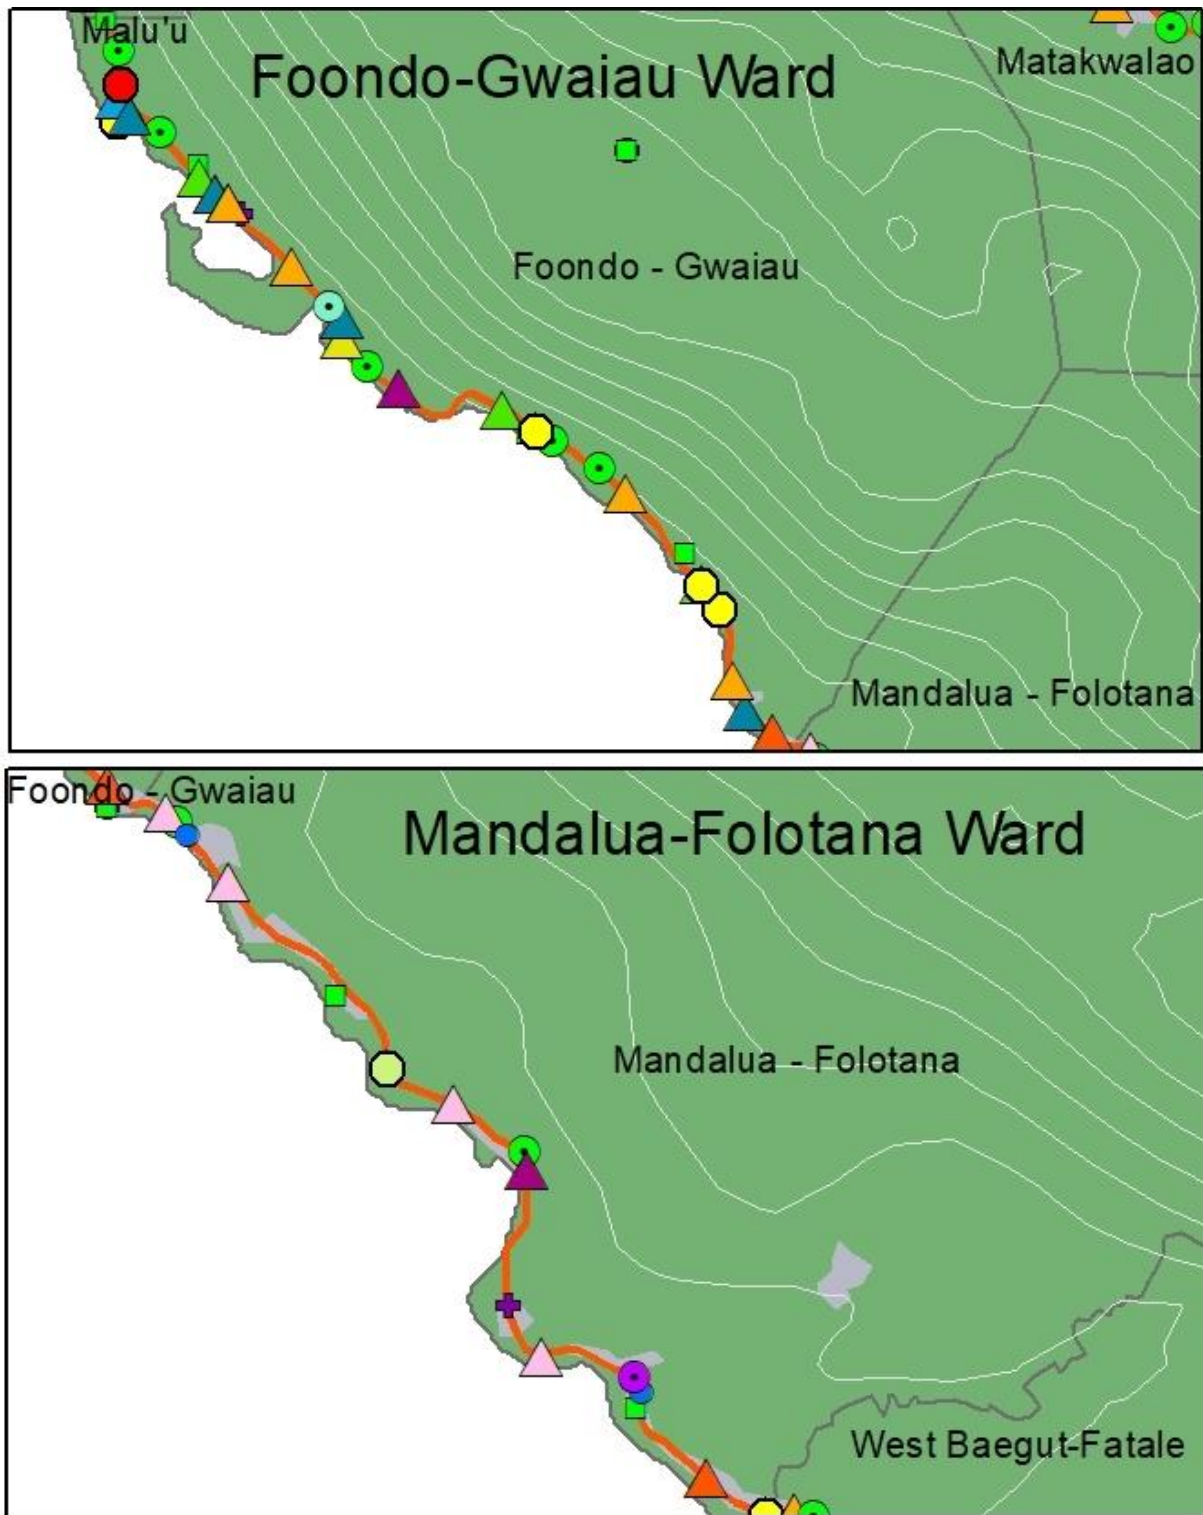 Malu'u
Foondo-Gwaiau Ward
Matakwalao
Foondo - Gwaiau
Mandalua - Folotana
Foondo - Gwaiau
Mandalua-Folotana Ward
Mandalua - Folotana
West Baegut-Fatale